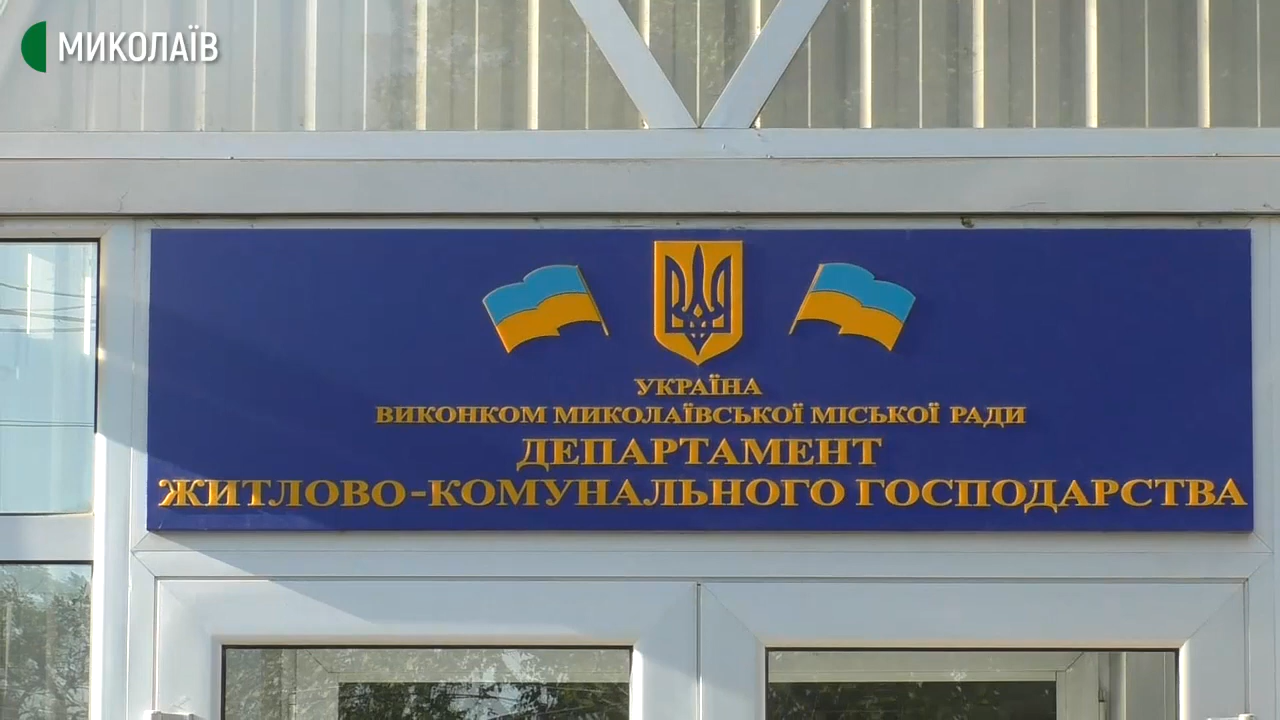 МИКОЛАЇВ
УКРАЇНА
ВИКОНКОМ МИКОЛАЇВСЬКОЇ МІСЬКОЇ РАДИ
ДЕПАРТАМЕНТ
ЖИТЛОВО-КОМУНАЛЬНОГО ГОСПОДАРСТВА